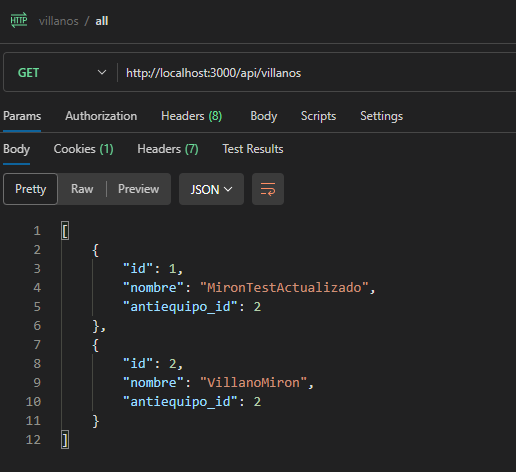 HTTP villanos / all
GET http://localhost:3000/api/villanos
Params Authorization Headers (8) Body Scripts Settings
Body Cookies (1) Headers (7) Test Results
Pretty Raw Preview JSON
1 [
2 {
3 "id": 1,
4 "nombre": "MironTestActualizado",
5 "antiequipo_id": 2
6 },
7 {
8 "id": 2,
9 "nombre": "VillanoMiron",
10 "antiequipo_id": 2
11 }
12 ]